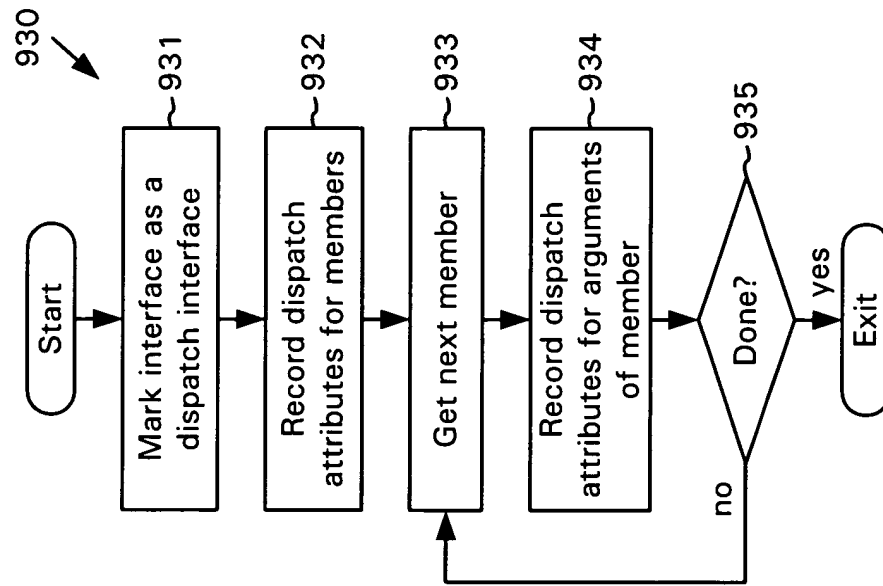 930
Start
Mark interface as a
dispatch interface
931
Record dispatch
attributes for members
932
Get next member
933
Record dispatch
attributes for arguments
of member
934
Done?
935
no
yes
Exit